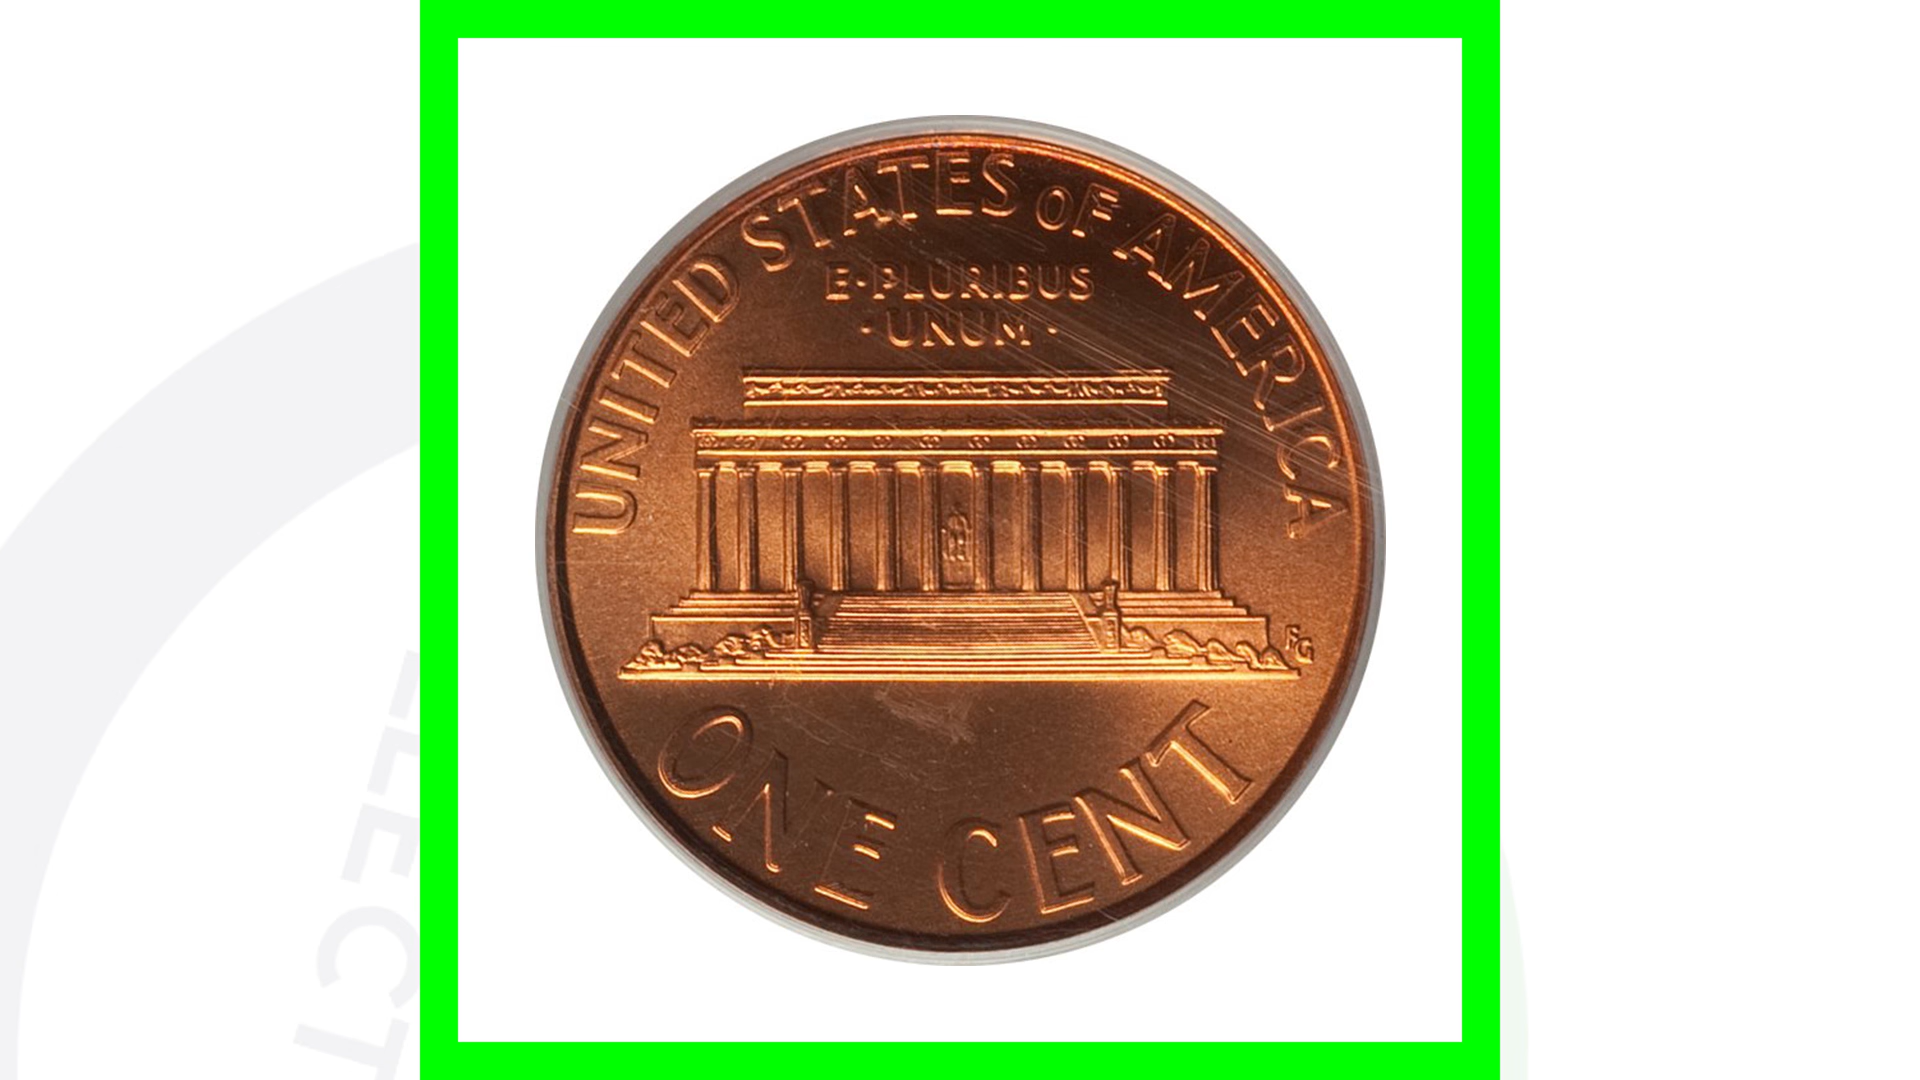 UNITED STATES OF AMERICA
E·PLURIBUS
·UNUM·
FG
ONE CENT